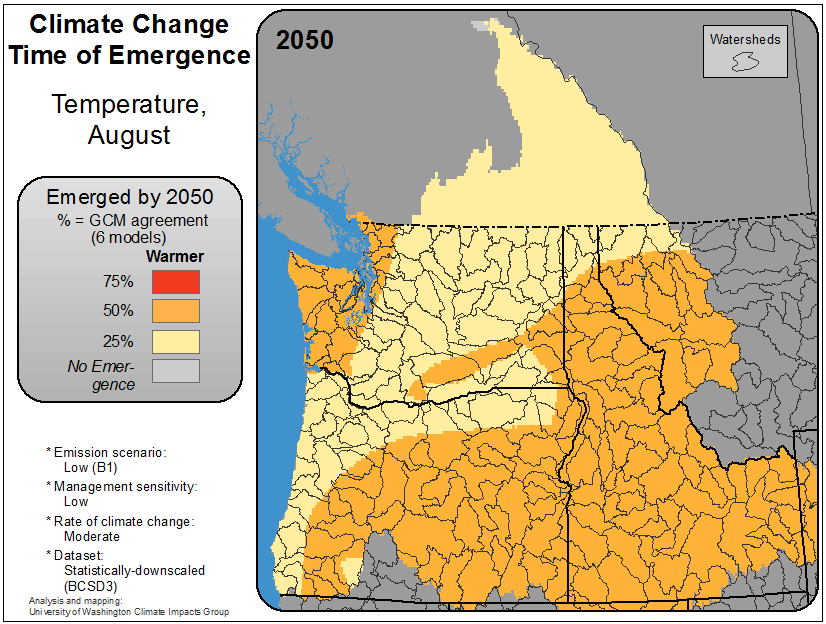 Climate Change
Time of Emergence
Temperature,
August
Emerged by 2050
% = GCM agreement
(6 models)
Warmer
75%
50%
25%
No Emer-
gence
* Emission scenario:
Low (B1)
* Management sensitivity:
Low
* Rate of climate change:
Moderate
* Dataset:
Statistically-downscaled
(BCSD3)
Analysis and mapping:
University of Washington Climate Impacts Group
2050
Watersheds